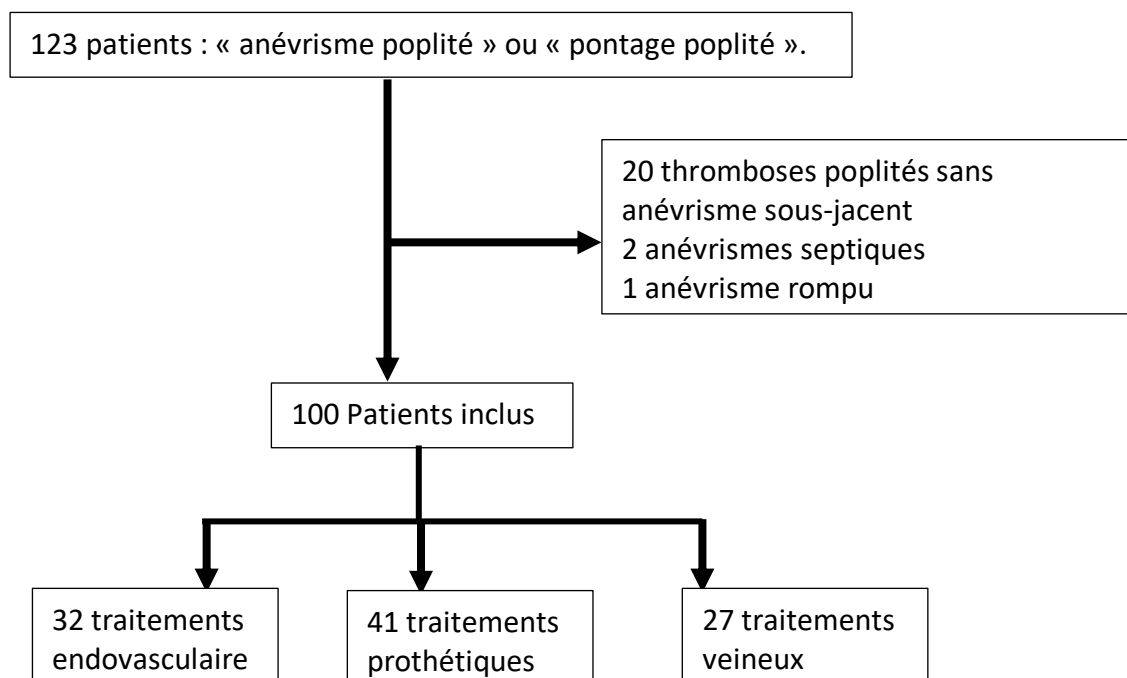 123 patients : « anévrisme poplité » ou « pontage poplité ».
20 thromboses poplités sans
anévrisme sous-jacent
2 anévrismes septiques
1 anévrisme rompu
100 Patients inclus
32 traitements
endovasculaire
41 traitements
prothétiques
27 traitements
veineux